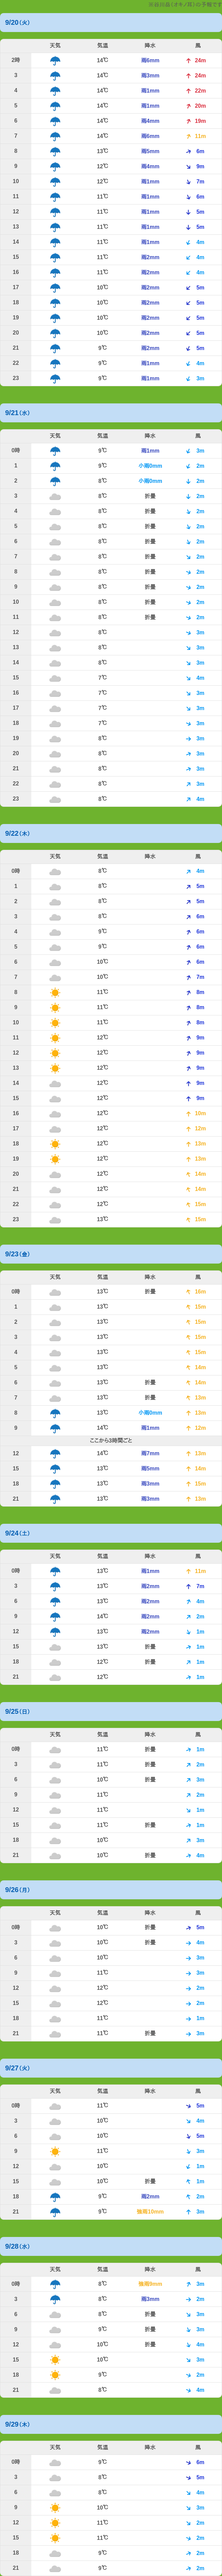 9/20(火)
天気 気温 降水 風
2時 14℃ 雨6mm 24m
3 14℃ 雨3mm 24m
4 14℃ 雨1mm 22m
5 14℃ 雨1mm 20m
6 14℃ 雨4mm 19m
7 14℃ 雨6mm 11m
8 13℃ 雨5mm 6m
9 12℃ 雨4mm 9m
10 12℃ 雨1mm 7m
11 11℃ 雨1mm 6m
12 11℃ 雨1mm 5m
13 11℃ 雨1mm 5m
14 11℃ 雨1mm 4m
15 11℃ 雨2mm 4m
16 11℃ 雨2mm 4m
17 10℃ 雨2mm 5m
18 10℃ 雨2mm 5m
19 10℃ 雨2mm 5m
20 10℃ 雨2mm 5m
21 9℃ 雨2mm 5m
22 9℃ 雨1mm 4m
23 9℃ 雨1mm 3m
9/21(水)
天気 気温 降水 風
0時 9℃ 雨1mm 3m
1 9℃ 小雨0mm 2m
2 8℃ 小雨0mm 2m
3 8℃ 折曇 2m
4 8℃ 折曇 2m
5 8℃ 折曇 2m
6 8℃ 折曇 2m
7 8℃ 折曇 2m
8 8℃ 折曇 2m
9 8℃ 折曇 2m
10 8℃ 折曇 2m
11 8℃ 折曇 2m
12 8℃ 3m
13 9℃ 3m
14 8℃ 3m
15 7℃ 4m
16 7℃ 3m
17 7℃ 3m
18 7℃ 3m
19 8℃ 3m
20 8℃ 3m
21 8℃ 3m
22 8℃ 3m
23 8℃ 4m
9/22(木)
天気 気温 降水 風
0時 8℃ 4m
1 8℃ 5m
2 8℃ 5m
3 8℃ 6m
4 9℃ 6m
5 9℃ 6m
6 10℃ 6m
7 10℃ 7m
8 11℃ 8m
9 11℃ 8m
10 11℃ 8m
11 12℃ 9m
12 12℃ 9m
13 12℃ 9m
14 12℃ 9m
15 12℃ 9m
16 12℃ 10m
17 12℃ 12m
18 12℃ 13m
19 12℃ 13m
20 12℃ 14m
21 12℃ 14m
22 12℃ 15m
23 13℃ 15m
9/23(金)
天気 気温 降水 風
0時 13℃ 折曇 16m
1 13℃ 15m
2 13℃ 15m
3 13℃ 15m
4 13℃ 15m
5 13℃ 14m
6 13℃ 折曇 14m
7 13℃ 折曇 13m
8 13℃ 小雨0mm 13m
9 14℃ 雨1mm 12m
ここから3時間ごと
12 14℃ 雨7mm 13m
15 13℃ 雨5mm 14m
18 13℃ 雨3mm 15m
21 13℃ 雨3mm 13m
9/24(土)
天気 気温 降水 風
0時 13℃ 雨1mm 11m
3 13℃ 雨2mm 7m
6 13℃ 雨2mm 4m
9 14℃ 雨2mm 2m
12 13℃ 雨2mm 1m
15 13℃ 折曇 1m
18 12℃ 折曇 1m
21 12℃ 1m
9/25(日)
天気 気温 降水 風
0時 11℃ 折曇 1m
3 11℃ 折曇 2m
6 10℃ 折曇 3m
9 11℃ 2m
12 11℃ 1m
15 11℃ 折曇 1m
18 10℃ 3m
21 10℃ 折曇 4m
9/26(月)
天気 気温 降水 風
0時 10℃ 折曇 5m
3 10℃ 折曇 4m
6 10℃ 3m
9 11℃ 3m
12 12℃ 2m
15 12℃ 2m
18 11℃ 1m
21 11℃ 折曇 3m
9/27(火)
天気 気温 降水 風
0時 11℃ 5m
3 10℃ 4m
6 10℃ 5m
9 11℃ 3m
12 10℃ 1m
15 10℃ 折曇 1m
18 9℃ 雨2mm 2m
21 9℃ 強雨10mm 3m
9/28(水)
天気 気温 降水 風
0時 8℃ 3m
3 8℃ 雨3mm 2m
6 8℃ 折曇 3m
9 9℃ 折曇 3m
12 10℃ 折曇 4m
15 10℃ 3m
18 9℃ 2m
21 8℃ 4m
9/29(木)
天気 気温 降水 風
0時 9℃ 6m
3 8℃ 5m
6 8℃ 4m
9 10℃ 3m
12 11℃ 2m
15 11℃ 2m
18 9℃ 2m
21 9℃ 2m